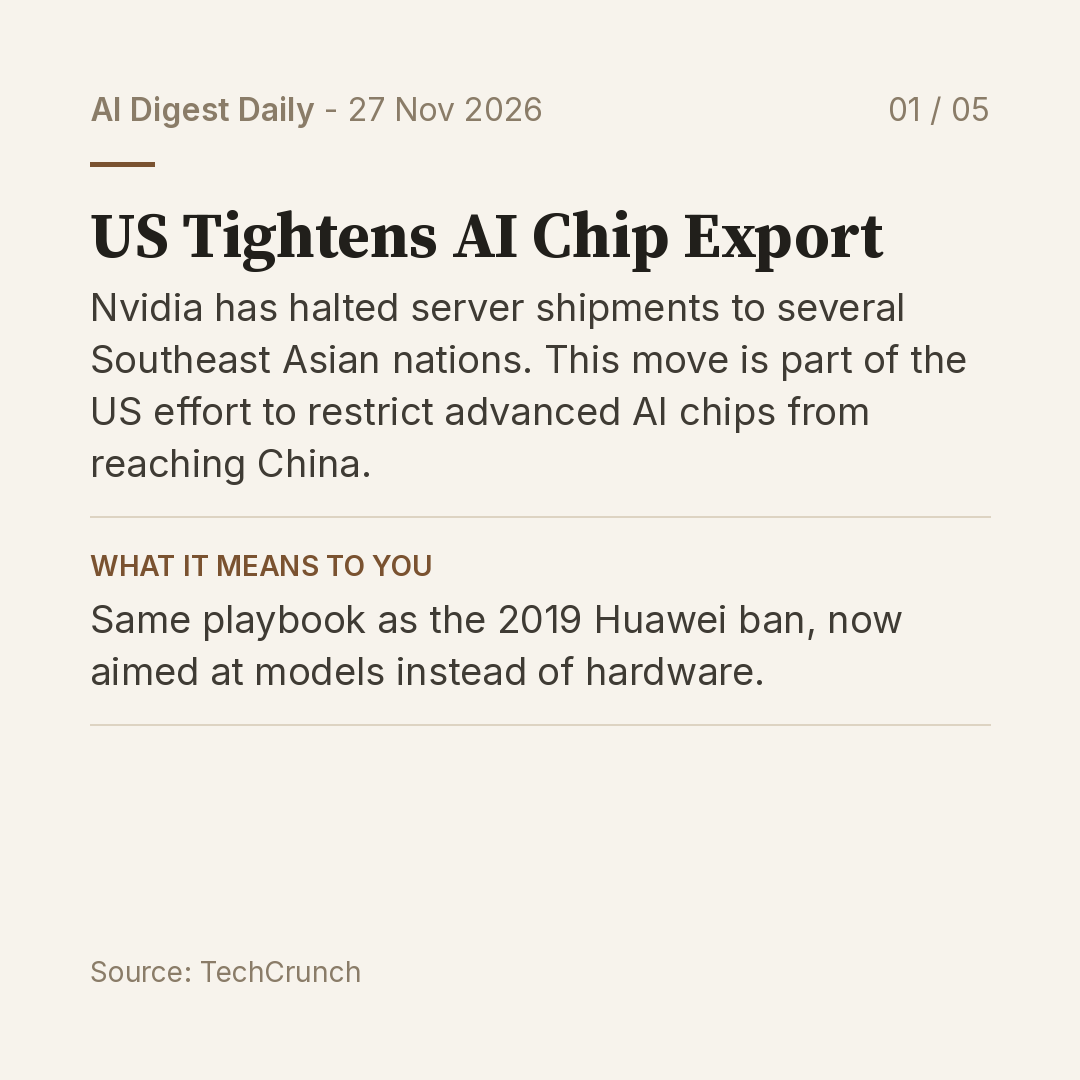 AI Digest Daily - 27 Nov 2026
01 / 05
US Tightens AI Chip Export
Nvidia has halted server shipments to several
Southeast Asian nations. This move is part of the
US effort to restrict advanced AI chips from
reaching China.
WHAT IT MEANS TO YOU
Same playbook as the 2019 Huawei ban, now
aimed at models instead of hardware.
Source: TechCrunch